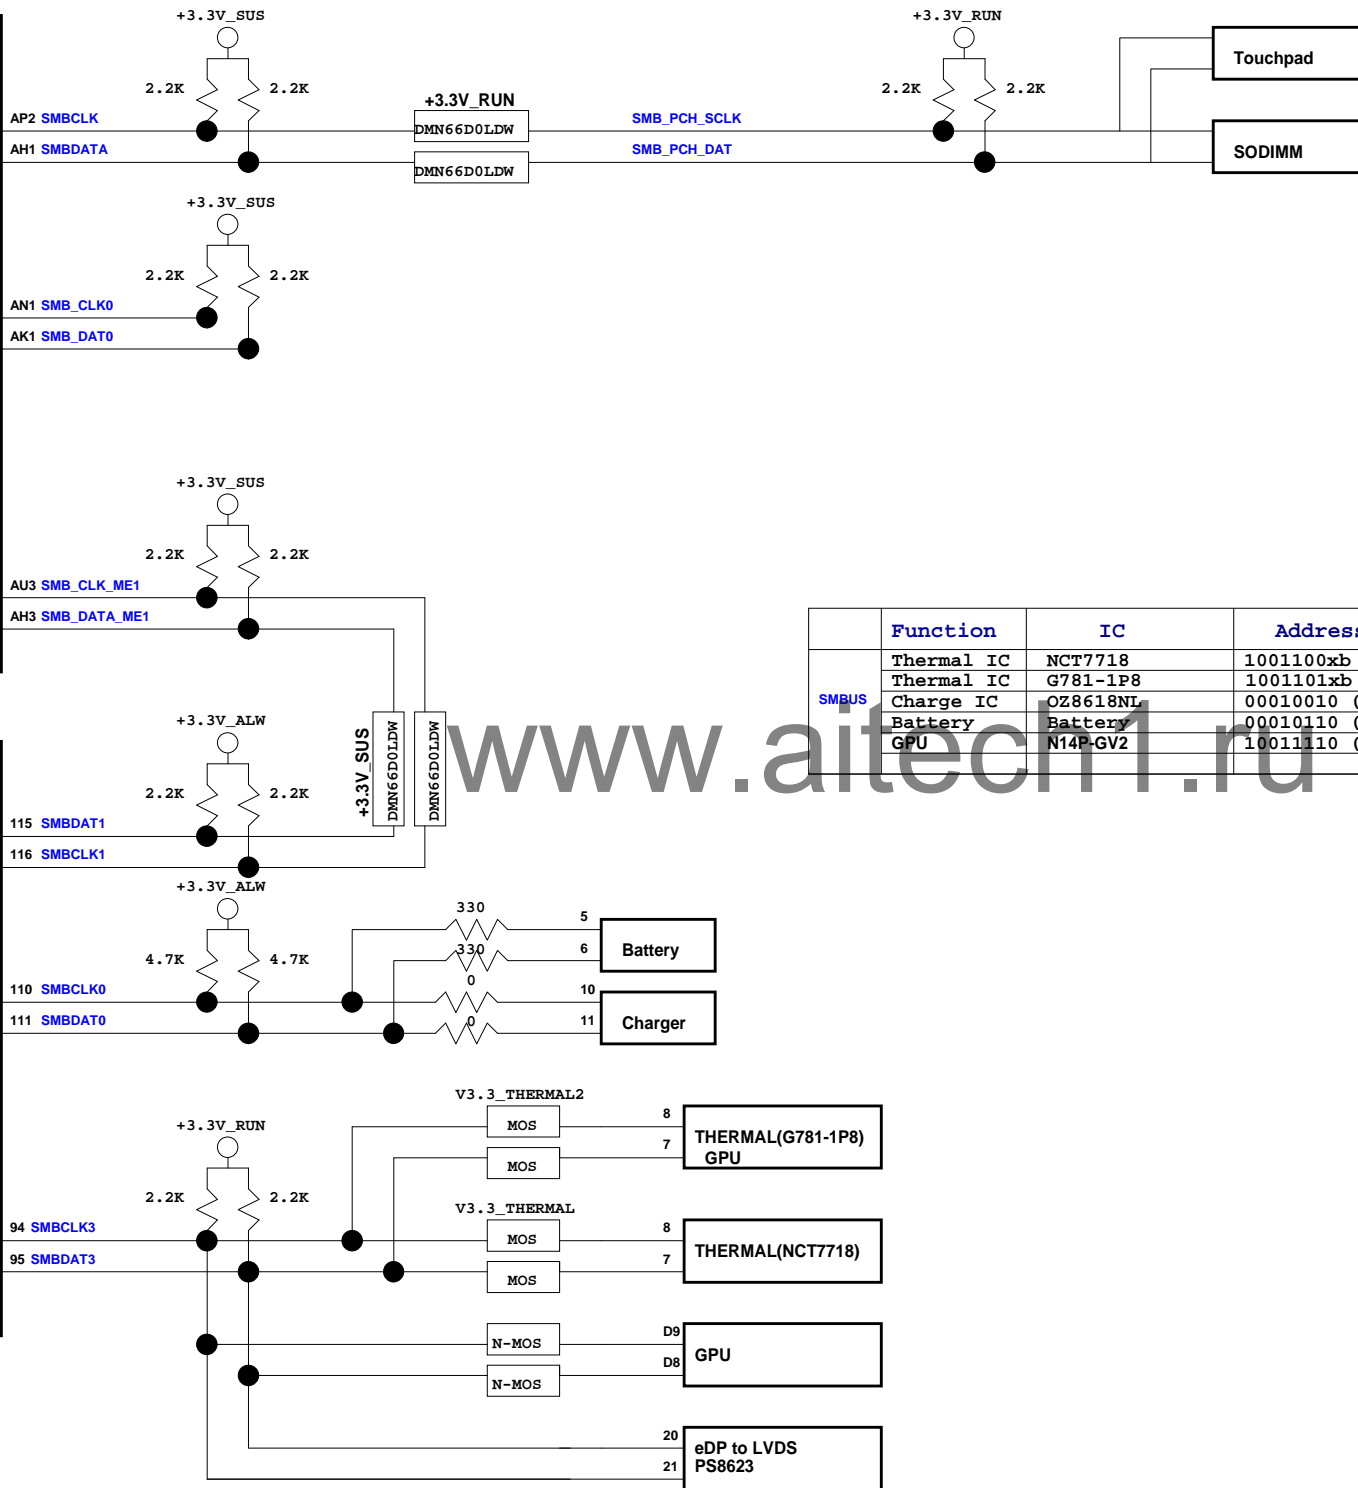 +3.3V_SUS
2.2K 2.2K
+3.3V_RUN
AP2 SMBCLK
DMN66D0LDW
SMB_PCH_SCLK
AH1 SMBDATA
DMN66D0LDW
SMB_PCH_DAT
+3.3V_RUN
2.2K 2.2K
Touchpad
SODIMM
+3.3V_SUS
2.2K 2.2K
AN1 SMB_CLK0
AK1 SMB_DAT0
+3.3V_SUS
2.2K 2.2K
AU3 SMB_CLK_ME1
AH3 SMB_DATA_ME1
Function IC Address
SMBUS
Thermal IC NCT7718 1001100xb
Thermal IC G781-1P8 1001101xb
Charge IC OZ8618NL 00010010 (
Battery Battery 00010110 (
GPU N14P-GV2 10011110 (
www.aitech1.ru
+3.3V_ALW
2.2K 2.2K
+3.3V_SUS
DMN66D0LDW
DMN66D0LDW
115 SMBDAT1
116 SMBCLK1
+3.3V_ALW
4.7K 4.7K
110 SMBCLK0
111 SMBDAT0
330 5
330 6
Battery
0 10
0 11
Charger
+3.3V_RUN
2.2K 2.2K
94 SMBCLK3
95 SMBDAT3
V3.3_THERMAL2
MOS 8
MOS 7
THERMAL(G781-1P8)
GPU
V3.3_THERMAL
MOS 8
MOS 7
THERMAL(NCT7718)
N-MOS D9
N-MOS D8
GPU
20
21
eDP to LVDS
PS8623